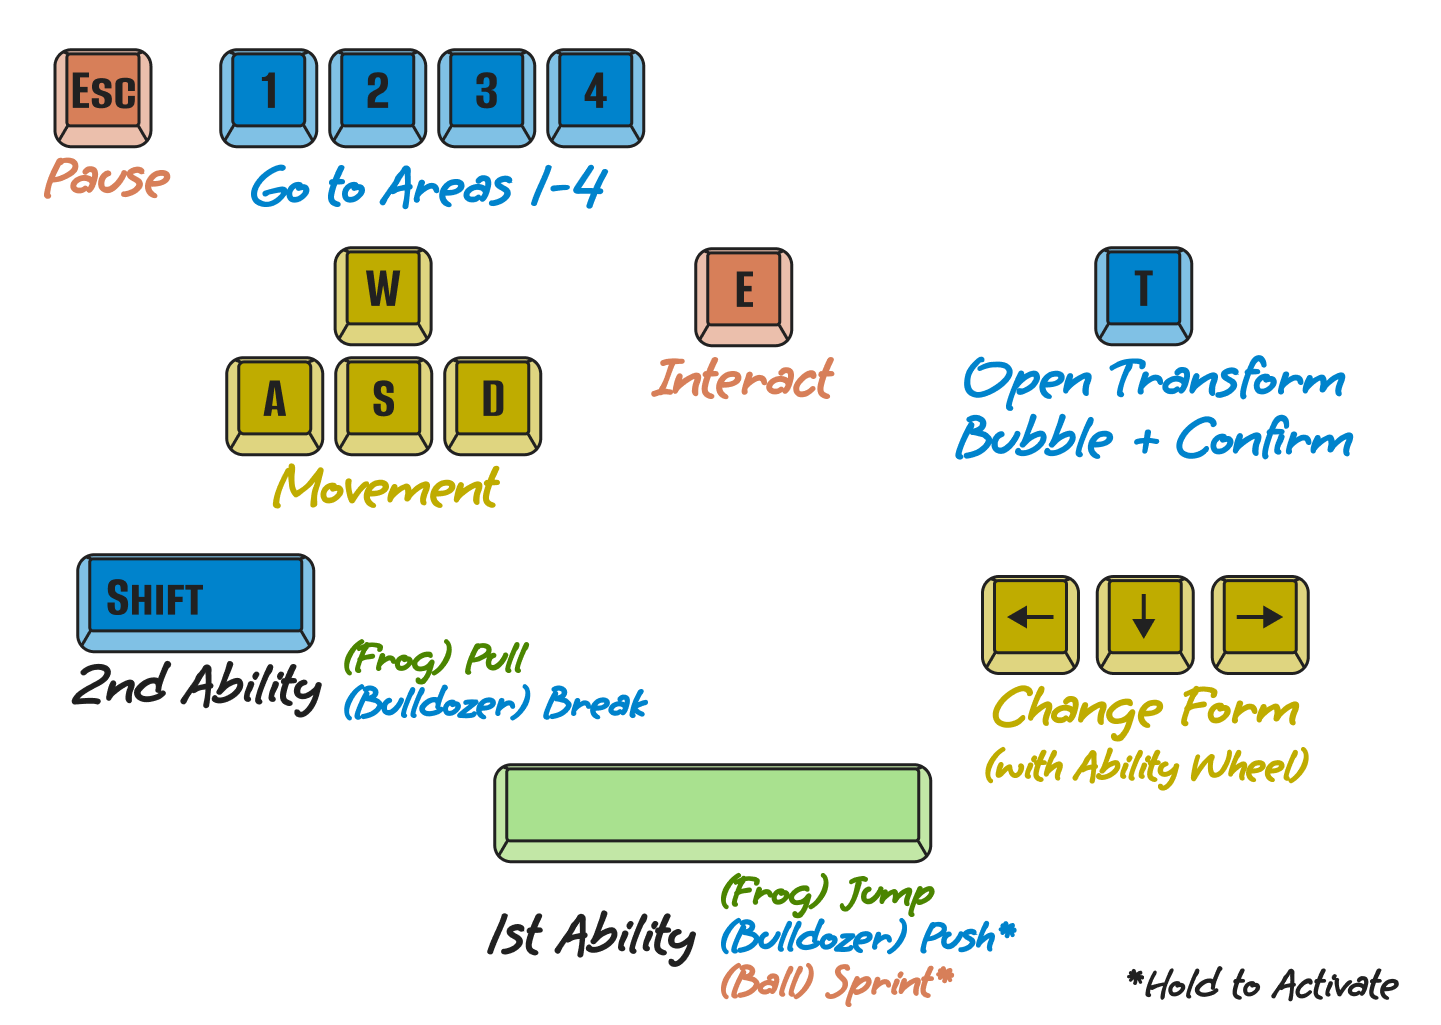 Esc 1 2 3 4
Pause
Go to Areas 1-4
W
E
T
A S D
Interact
Open Transform
Bubble + Confirm
Movement
Shift
← ↓ →
2nd Ability
(Frog) Pull
(Bulldozer) Break
Change Form
(with Ability Wheel)
1st Ability
(Frog) Jump
(Bulldozer) Push*
(Ball) Sprint*
*Hold to Activate